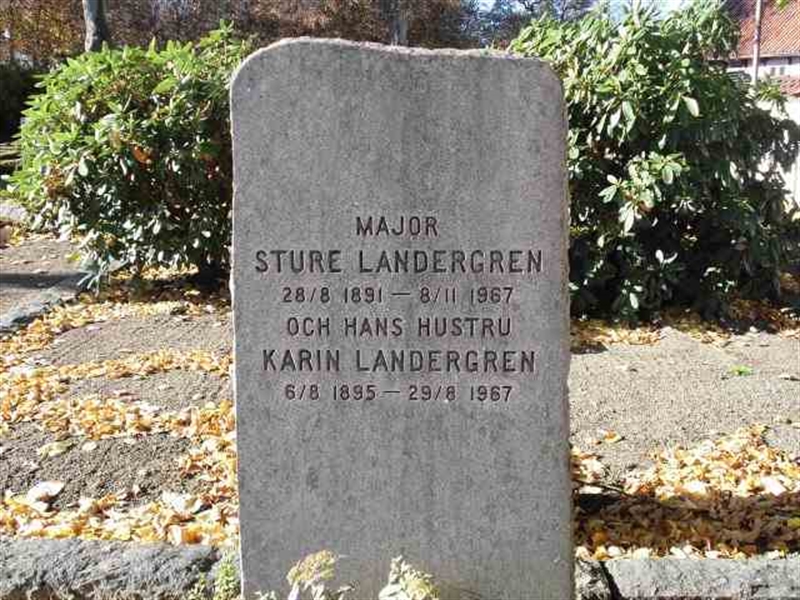 MAJOR
STURE LANDERGREN
28/8 1891 — 8/11 1967
OCH HANS HUSTRU
KARIN LANDERGREN
6/8 1895 — 29/8 1967